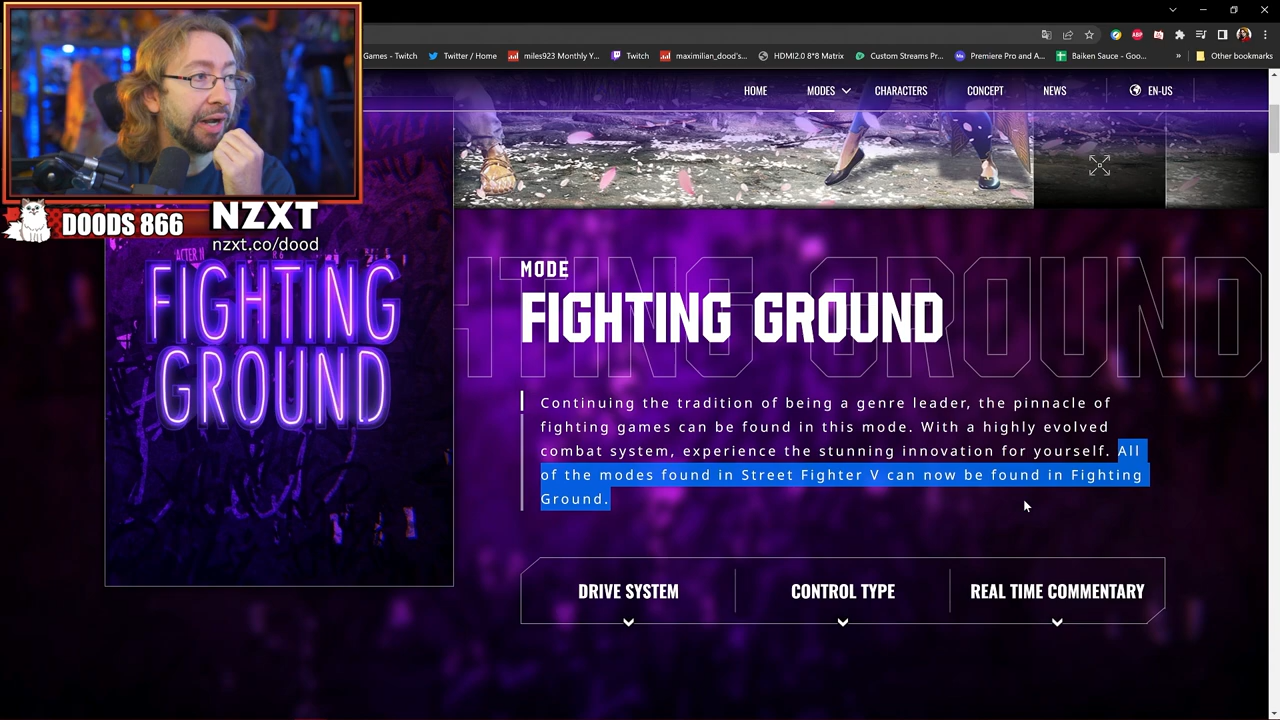 Games - Twitch
Twitter / Home
miles923 Monthly Y...
Twitch
maximilian_dood's...
HDMI2.0 8*8 Matrix
Custom Streams Pr...
Premiere Pro and A...
Baiken Sauce - Goo...
»
Other bookmarks
HOME
MODES
CHARACTERS
CONCEPT
NEWS
EN-US
DOODS 866
NZXT
nzxt.co/dood
FIGHTING
GROUND
HTING GROUND
MODE
FIGHTING GROUND
Continuing the tradition of being a genre leader, the pinnacle of
fighting games can be found in this mode. With a highly evolved
combat system, experience the stunning innovation for yourself. All
of the modes found in Street Fighter V can now be found in Fighting
Ground.
DRIVE SYSTEM
CONTROL TYPE
REAL TIME COMMENTARY